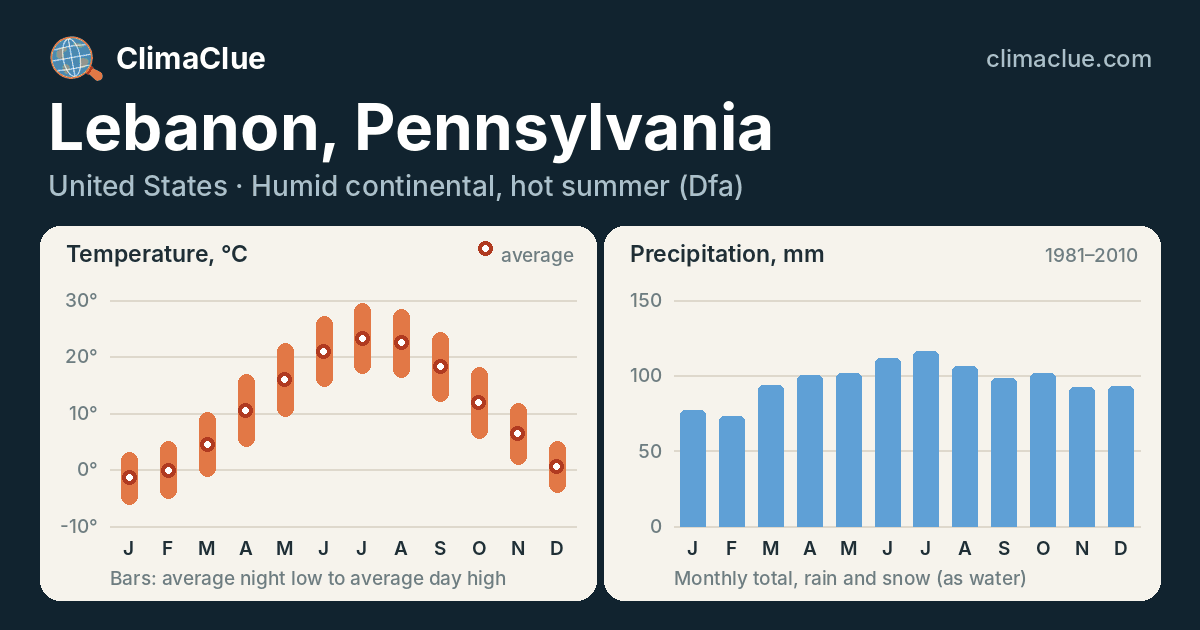 ClimaClue
climaclue.com
Lebanon, Pennsylvania
United States · Humid continental, hot summer (Dfa)
Temperature, °C
average
30°
20°
10°
0°
-10°
J F M A M J J A S O N D
Bars: average night low to average day high
Precipitation, mm
1981–2010
150
100
50
0
J F M A M J J A S O N D
Monthly total, rain and snow (as water)